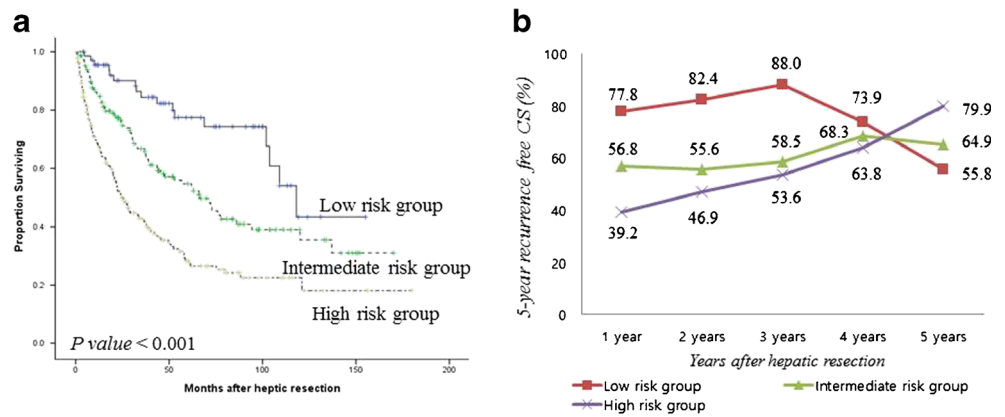 a
Proportion Surviving
1.0
0.8
0.6
0.4
0.2
0.0
Low risk group
Intermediate risk group
High risk group
P value < 0.001
0
50
100
150
200
Months after heptic resection
b
5-year recurrence free CS (%)
100
80
60
40
20
0
77.8
82.4
88.0
73.9
55.8
56.8
55.6
58.5
68.3
64.9
39.2
46.9
53.6
63.8
79.9
1 year
2 years
3 years
4 years
5 years
Years after hepatic resection
Low risk group
Intermediate risk group
High risk group